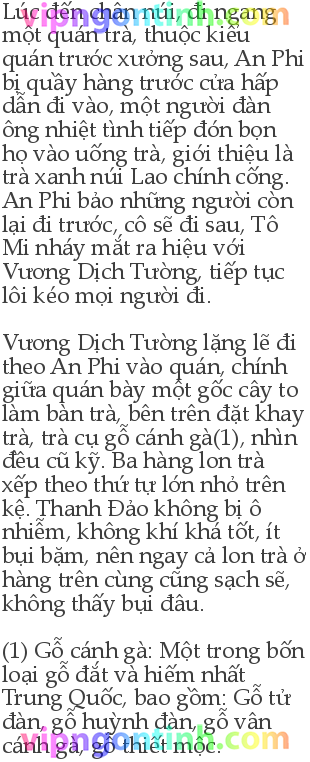 Lúc đến chân núi, đi ngang
một quán trà, thuộc kiểu
quán trước xưởng sau, An Phi
bị quầy hàng trước cửa hấp
dẫn đi vào, một người đàn
ông nhiệt tình tiếp đón bọn
họ vào uống trà, giới thiệu là
trà xanh núi Lao chính cống.
An Phi bảo những người còn
lại đi trước, cô sẽ đi sau, Tô
Mi nháy mắt ra hiệu với
Vương Dịch Tường, tiếp tục
lôi kéo mọi người đi.
Vương Dịch Tường lặng lẽ đi
theo An Phi vào quán, chính
giữa quán bày một gốc cây to
làm bàn trà, bên trên đặt khay
trà, trà cụ gỗ cánh gà(1), nhìn
đều cũ kỹ. Ba hàng lon trà
xếp theo thứ tự lớn nhỏ trên
kệ. Thanh Đảo không bị ô
nhiễm, không khí khá tốt, ít
bụi bặm, nên ngay cả lon trà ở
hàng trên cùng cũng sạch sẽ,
không thấy bụi đâu.
(1) Gỗ cánh gà: Một trong bốn
loại gỗ đắt và hiếm nhất
Trung Quốc, bao gồm: Gỗ tử
đàn, gỗ huỳnh đàn, gỗ vân
cánh gà, gỗ thiết mộc.
vipngontinh.com
vipngontinh.com
vipngontinh.com
vipngontinh.com